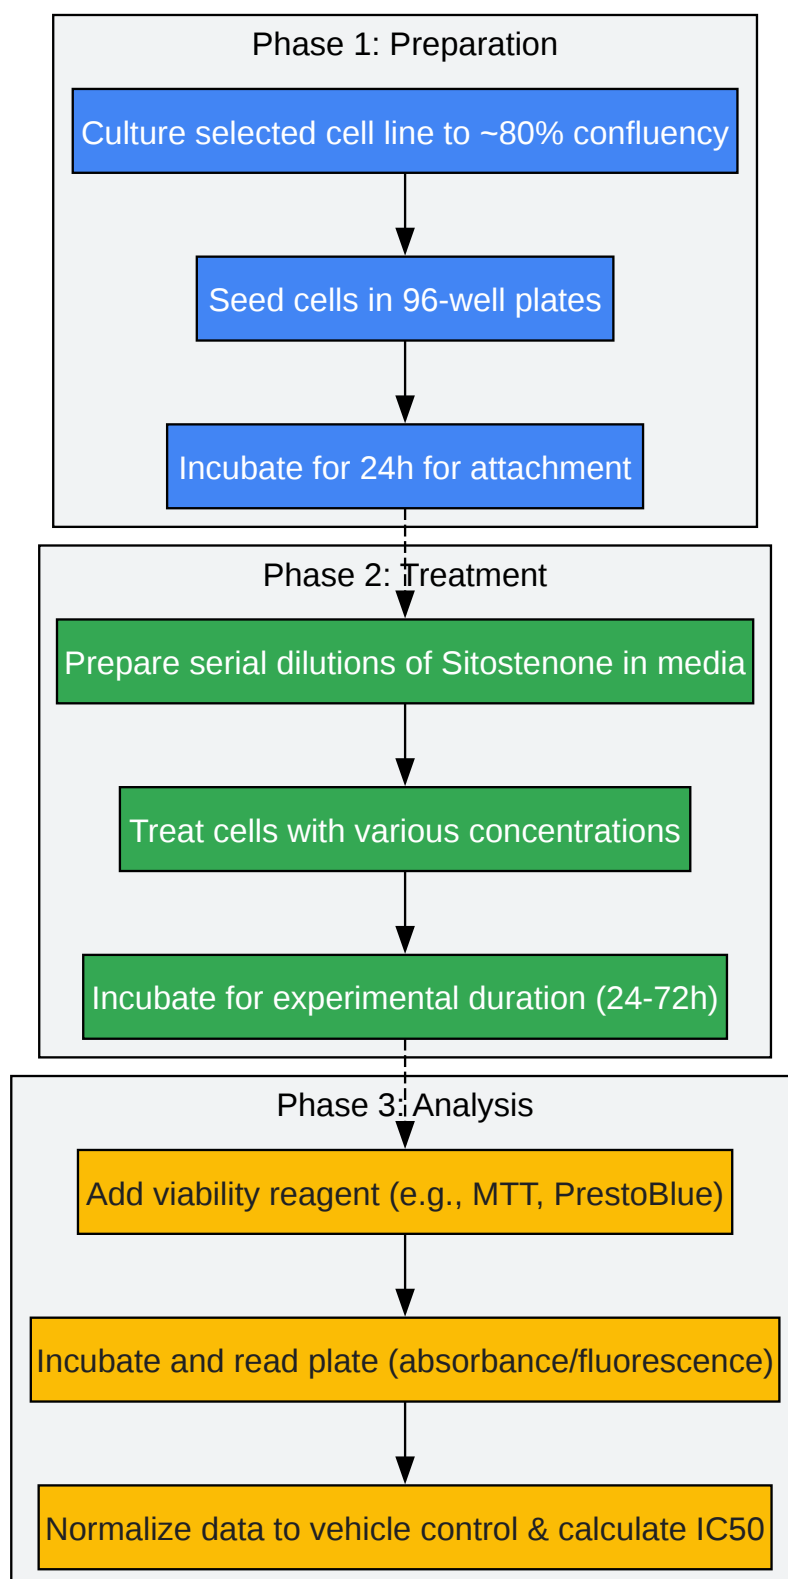 Phase 1: Preparation
Culture selected cell line to ~80% confluency
Seed cells in 96-well plates
Incubate for 24h for attachment
Phase 2: Treatment
Prepare serial dilutions of Sitostenone in media
Treat cells with various concentrations
Incubate for experimental duration (24-72h)
Phase 3: Analysis
Add viability reagent (e.g., MTT, PrestoBlue)
Incubate and read plate (absorbance/fluorescence)
Normalize data to vehicle control & calculate IC50